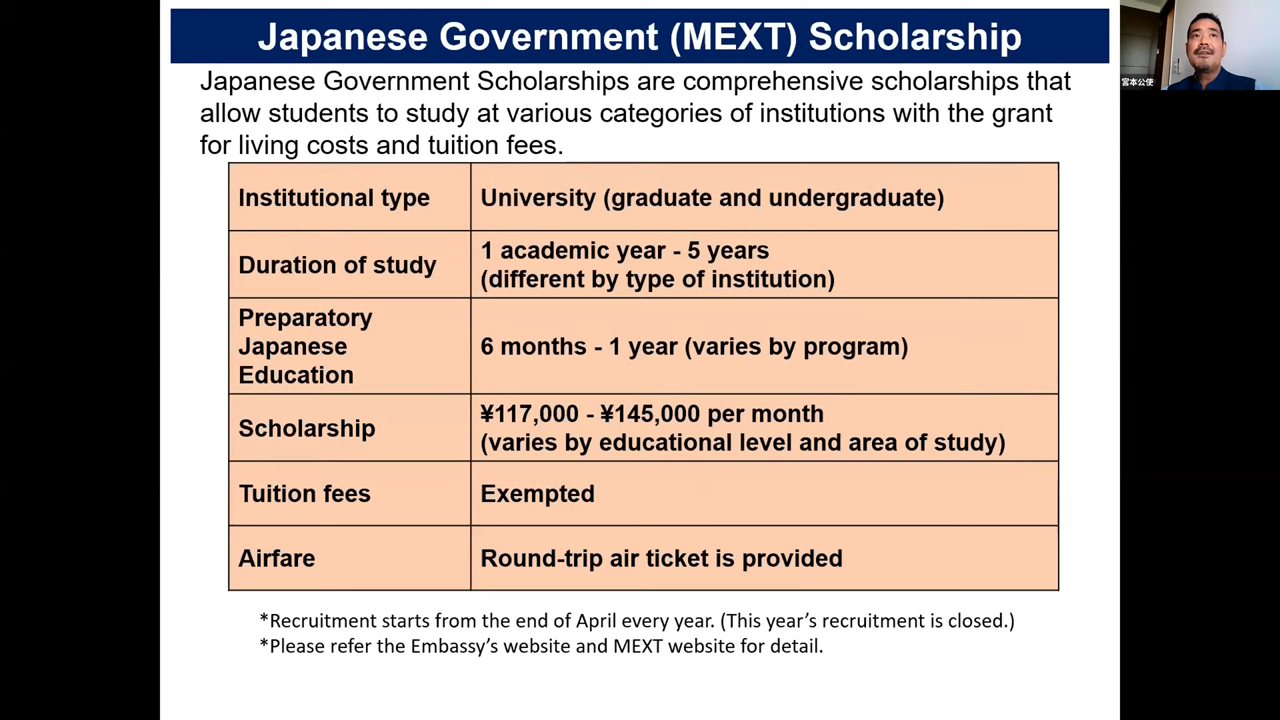 Japanese Government (MEXT) Scholarship
Japanese Government Scholarships are comprehensive scholarships that
allow students to study at various categories of institutions with the grant
for living costs and tuition fees.
Institutional type
University (graduate and undergraduate)
Duration of study
1 academic year - 5 years
(different by type of institution)
Preparatory
Japanese
Education
6 months - 1 year (varies by program)
Scholarship
¥117,000 - ¥145,000 per month
(varies by educational level and area of study)
Tuition fees
Exempted
Airfare
Round-trip air ticket is provided
*Recruitment starts from the end of April every year. (This year’s recruitment is closed.)
*Please refer the Embassy’s website and MEXT website for detail.
宮本公使